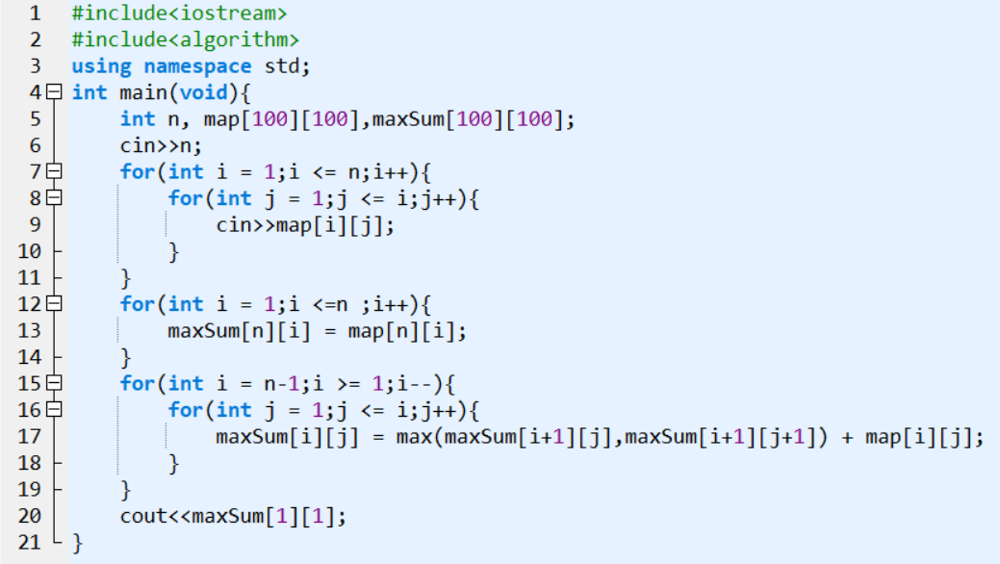 1 #include<iostream>
2 #include<algorithm>
3 using namespace std;
4 int main(void){
5     int n, map[100][100],maxSum[100][100];
6     cin>>n;
7     for(int i = 1;i <= n;i++){
8         for(int j = 1;j <= i;j++){
9             cin>>map[i][j];
10         }
11     }
12     for(int i = 1;i <=n ;i++){
13         maxSum[n][i] = map[n][i];
14     }
15     for(int i = n-1;i >= 1;i--){
16         for(int j = 1;j <= i;j++){
17             maxSum[i][j] = max(maxSum[i+1][j],maxSum[i+1][j+1]) + map[i][j];
18         }
19     }
20     cout<<maxSum[1][1];
21 }